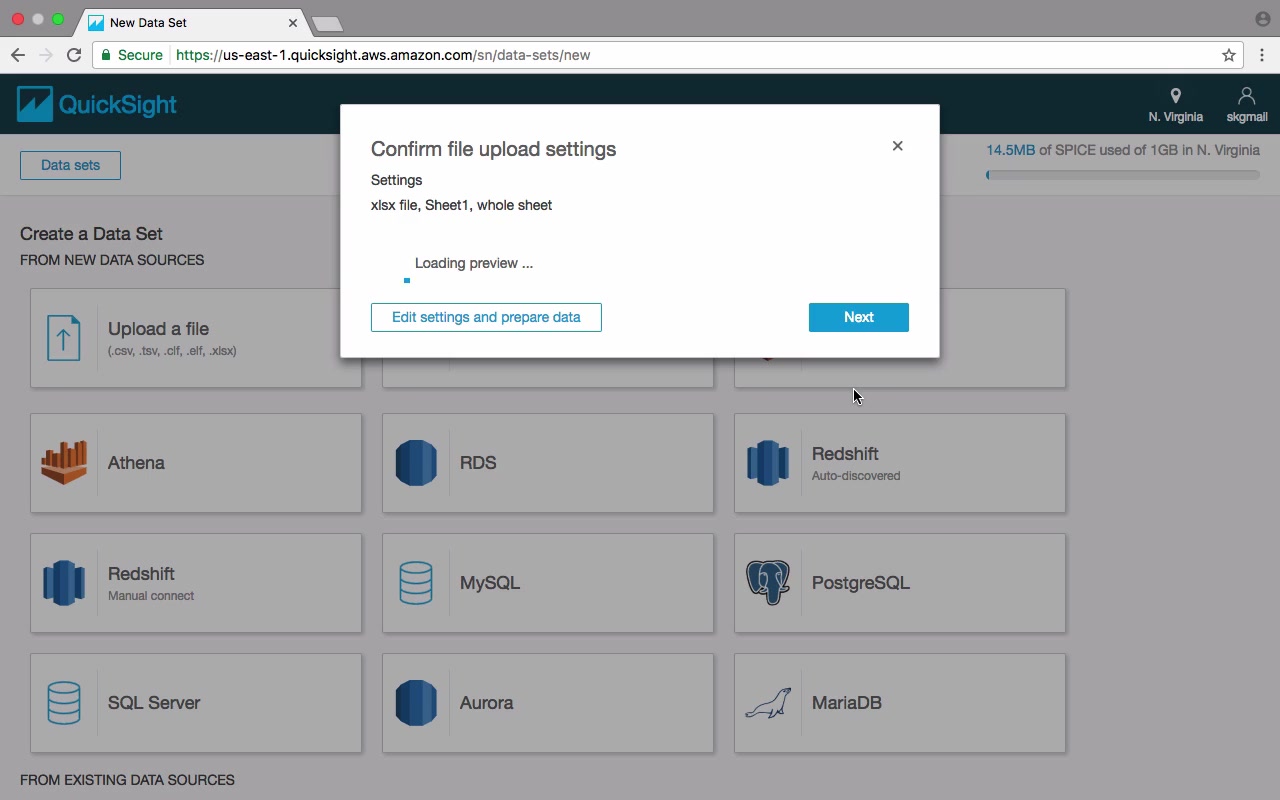 New Data Set
Secure https://us-east-1.quicksight.aws.amazon.com/sn/data-sets/new
QuickSight
N. Virginia
skgmail
Data sets
14.5MB of SPICE used of 1GB in N. Virginia
Confirm file upload settings
Settings
xlsx file, Sheet1, whole sheet
Loading preview ...
Edit settings and prepare data
Next
Create a Data Set
FROM NEW DATA SOURCES
Upload a file
(.csv, .tsv, .clf, .elf, .xlsx)
Athena
RDS
Redshift
Auto-discovered
Redshift
Manual connect
MySQL
PostgreSQL
SQL Server
Aurora
MariaDB
FROM EXISTING DATA SOURCES